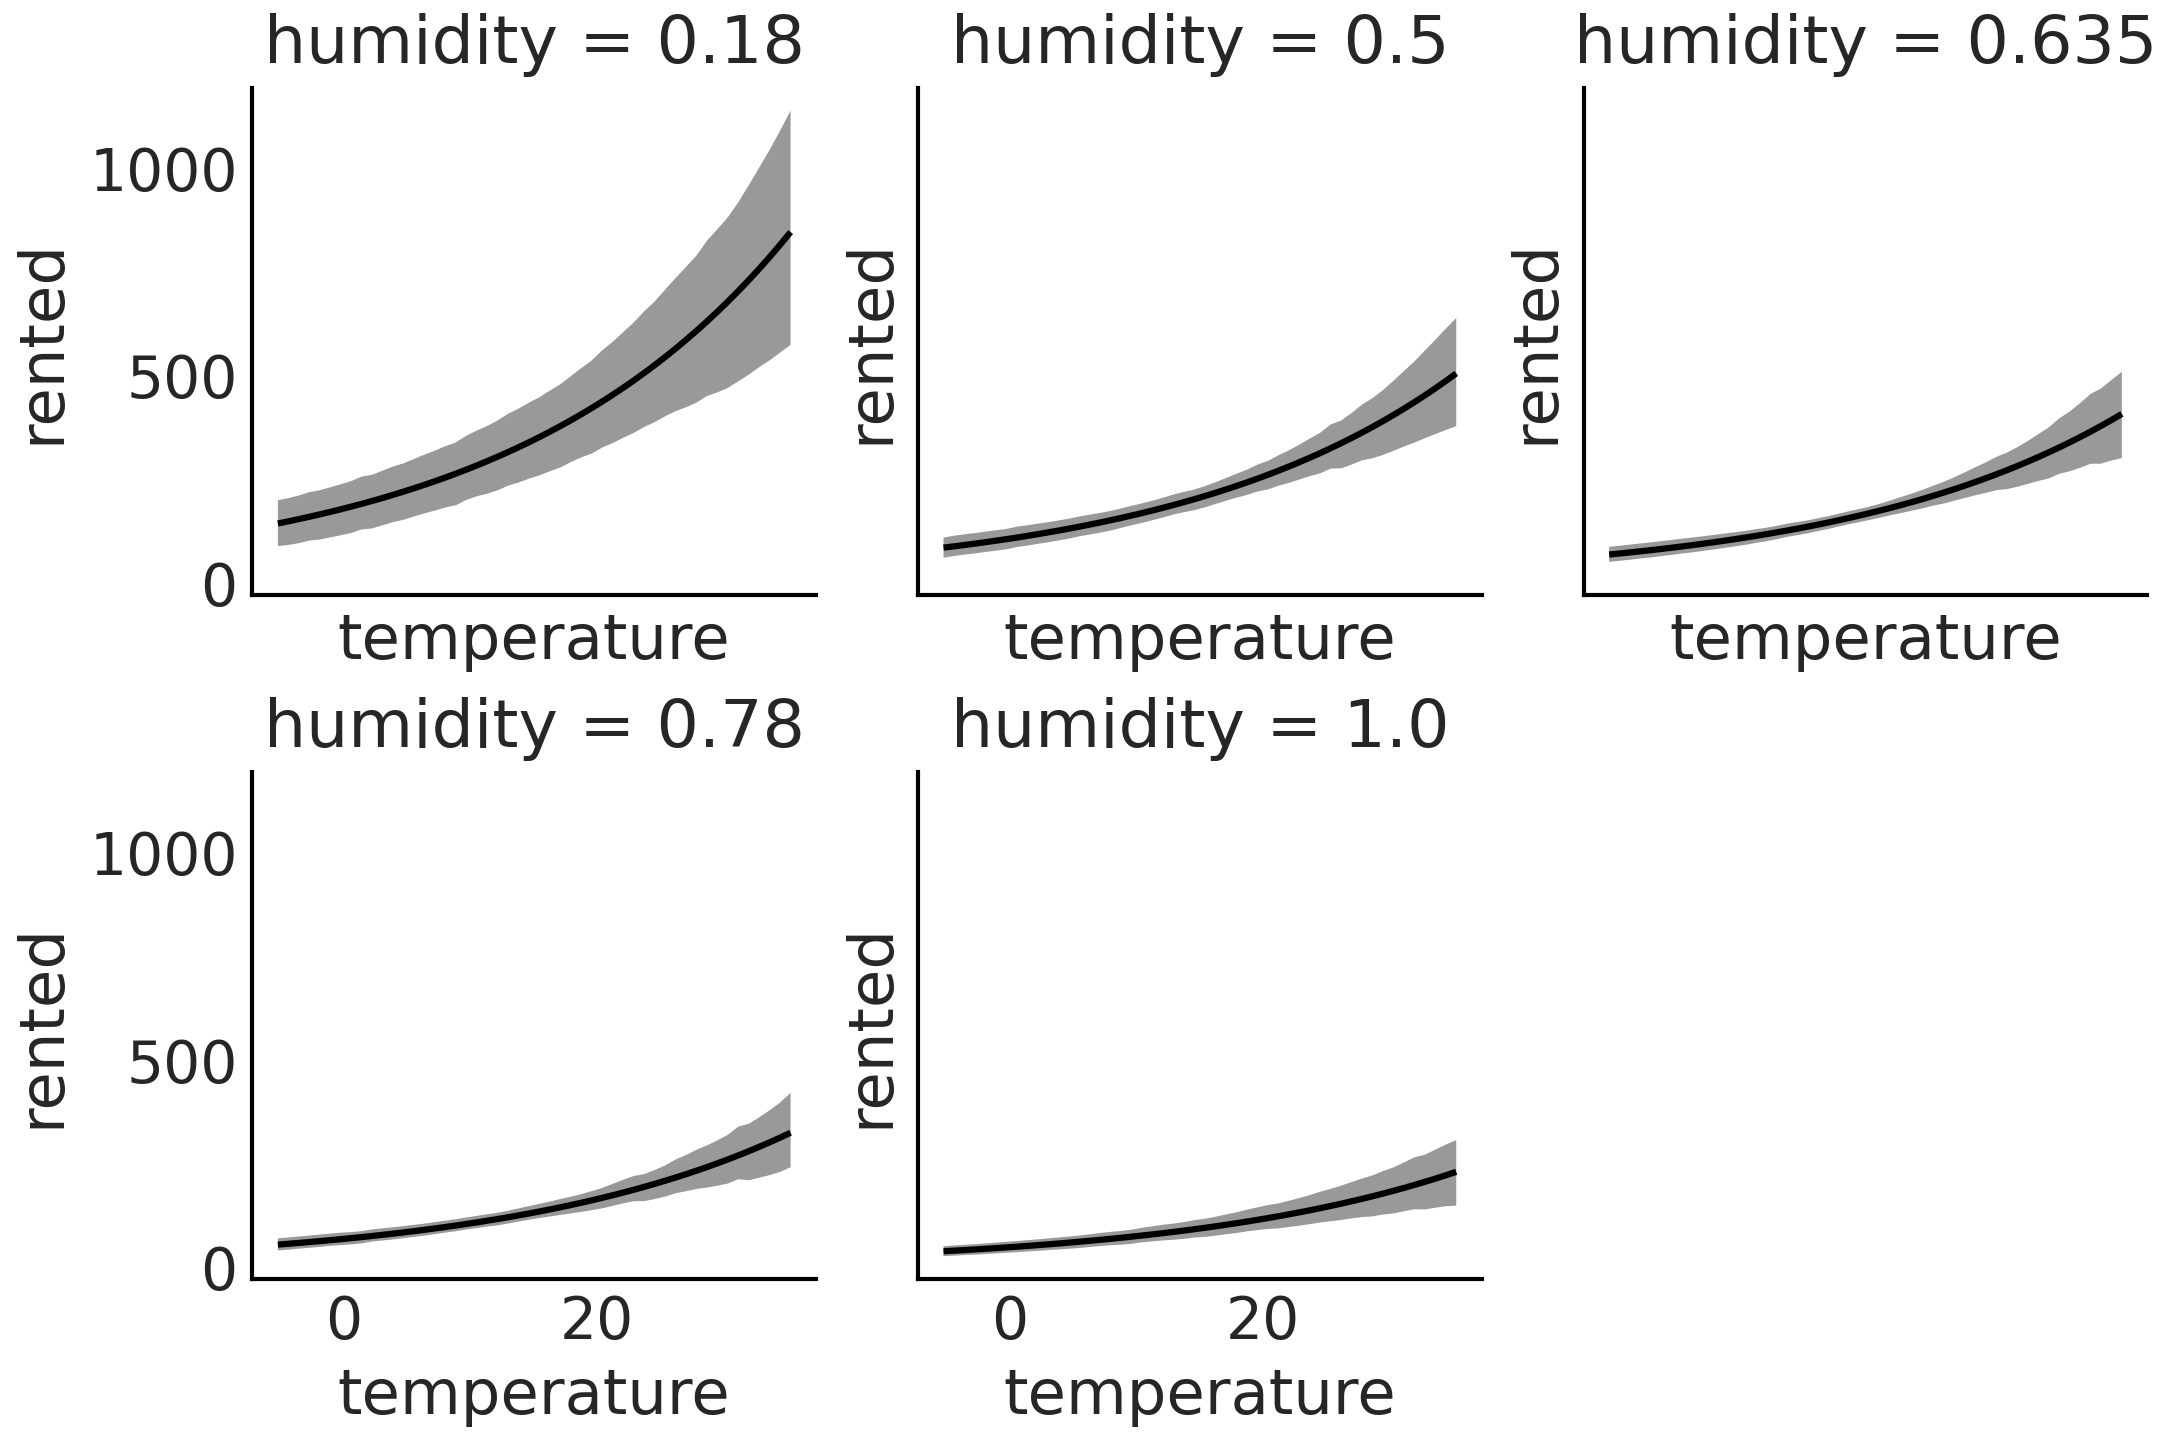 humidity = 0.18
1000
500
0
rented
temperature
humidity = 0.5
rented
temperature
humidity = 0.635
rented
temperature
humidity = 0.78
1000
500
0
rented
0 20
temperature
humidity = 1.0
rented
0 20
temperature